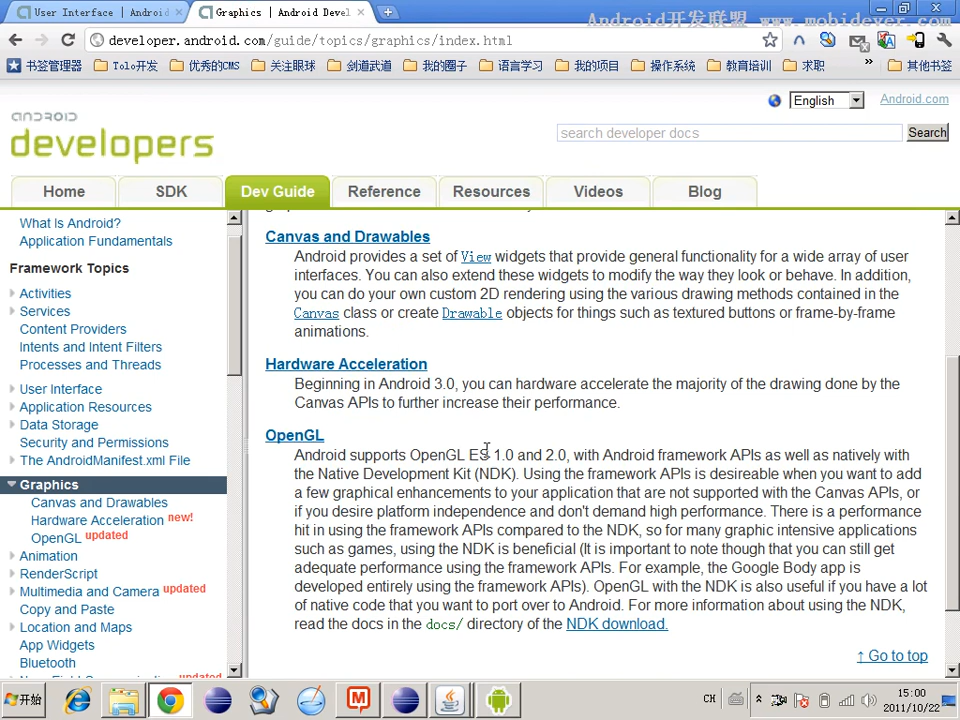 User Interface | Android
Graphics | Android Devel
Android开发联盟 www.mobidever.com
developer.android.com/guide/topics/graphics/index.html
书签管理器 Tolo开发 优秀的CMS 关注眼球 剑道武道 我的圈子 语言学习 我的项目 操作系统 教育培训 求职 » 其他书签
English Android.com
android
developers
search developer docs Search
Home SDK Dev Guide Reference Resources Videos Blog
What Is Android?
Application Fundamentals
Framework Topics
Activities
Services
Content Providers
Intents and Intent Filters
Processes and Threads
User Interface
Application Resources
Data Storage
Security and Permissions
The AndroidManifest.xml File
Graphics
Canvas and Drawables
Hardware Acceleration new!
OpenGL updated
Animation
RenderScript
Multimedia and Camera updated
Copy and Paste
Location and Maps
App Widgets
Bluetooth
Canvas and Drawables
Android provides a set of View widgets that provide general functionality for a wide array of user
interfaces. You can also extend these widgets to modify the way they look or behave. In addition,
you can do your own custom 2D rendering using the various drawing methods contained in the
Canvas class or create Drawable objects for things such as textured buttons or frame-by-frame
animations.
Hardware Acceleration
Beginning in Android 3.0, you can hardware accelerate the majority of the drawing done by the
Canvas APIs to further increase their performance.
OpenGL
Android supports OpenGL ES 1.0 and 2.0, with Android framework APIs as well as natively with
the Native Development Kit (NDK). Using the framework APIs is desireable when you want to add
a few graphical enhancements to your application that are not supported with the Canvas APIs, or
if you desire platform independence and don't demand high performance. There is a performance
hit in using the framework APIs compared to the NDK, so for many graphic intensive applications
such as games, using the NDK is beneficial (It is important to note though that you can still get
adequate performance using the framework APIs. For example, the Google Body app is
developed entirely using the framework APIs). OpenGL with the NDK is also useful if you have a lot
of native code that you want to port over to Android. For more information about using the NDK,
read the docs in the docs/ directory of the NDK download.
↑ Go to top
开始
CH
15:00
2011/10/22